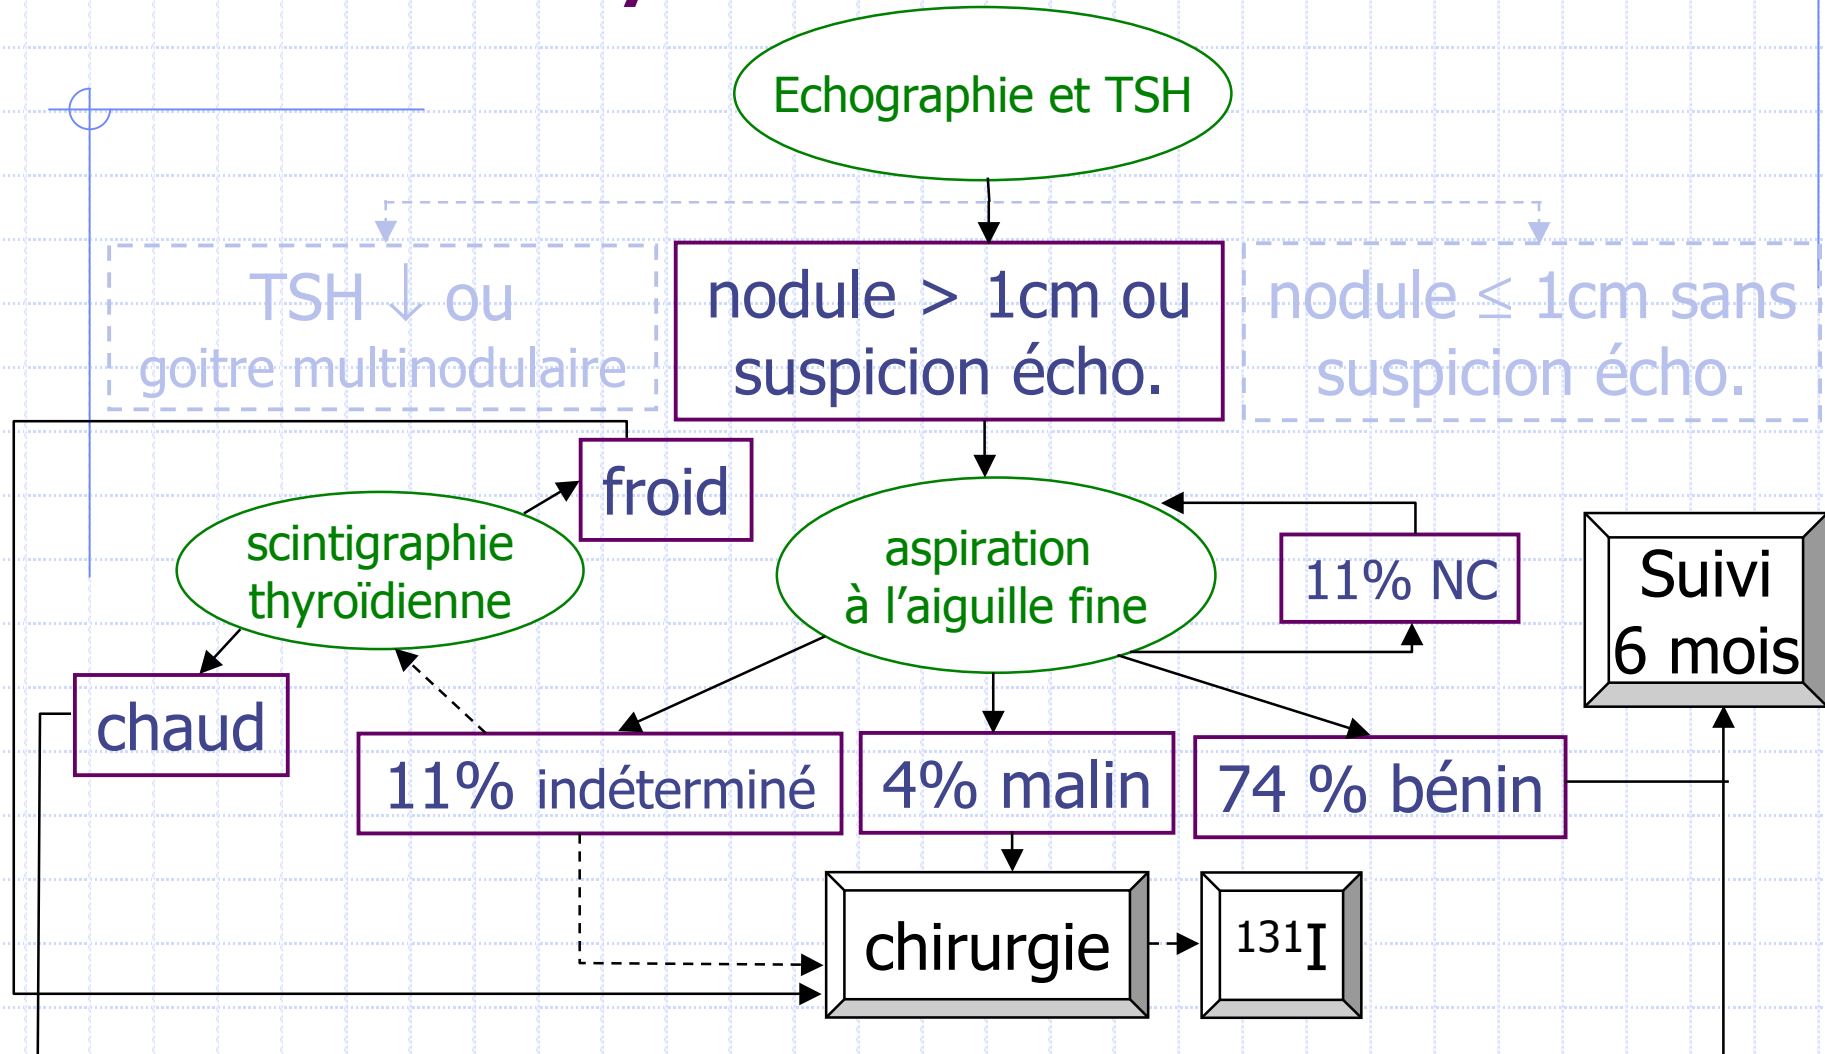 Echographie et TSH
TSH ↓ ou
goitre multinodulaire
nodule > 1cm ou
suspicion écho.
nodule ≤ 1cm sans
suspicion écho.
froid
scintigraphie
thyroïdienne
aspiration
à l’aiguille fine
11% NC
Suivi
6 mois
chaud
11% indéterminé
4% malin
74 % bénin
chirurgie
¹³¹I